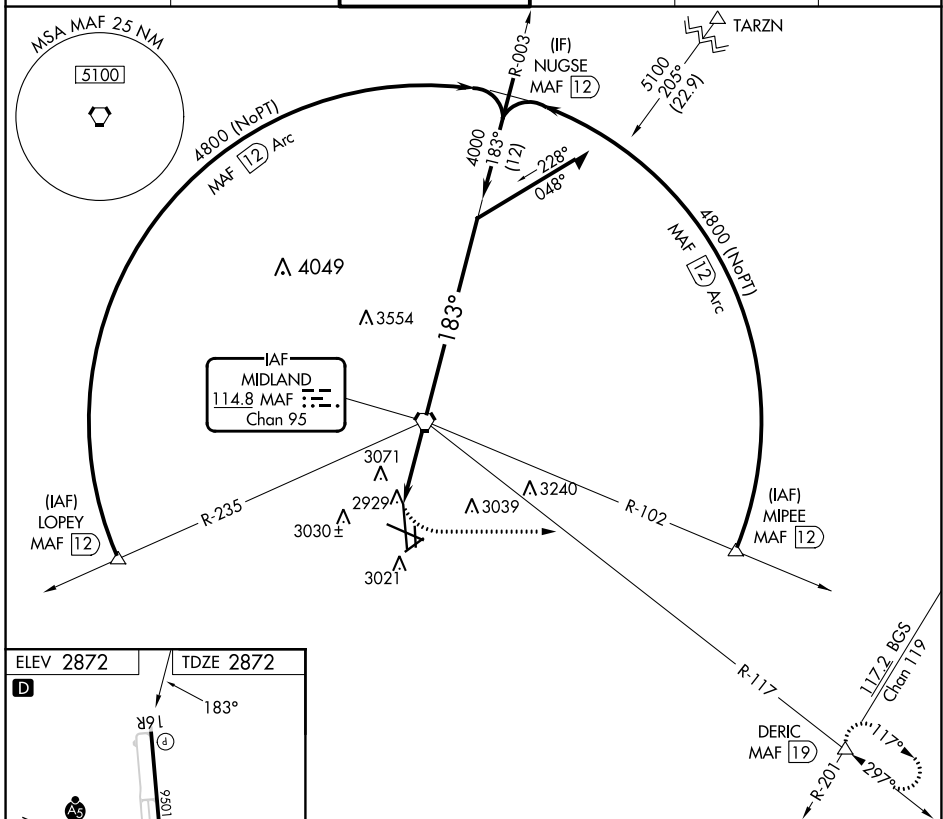 MSA MAF 25 NM
5100
4800 (NoPT)
MAF 12 Arc
R-003
(IF)
NUGSE
MAF 12
TARZN
5100
205°
(22.9)
4000
183°
(12)
228°
048°
4800 (NoPT)
MAF 12 Arc
4049
3554
183°
IAF
MIDLAND
114.8 MAF
Chan 95
3071
2929
3030±
3021
3039
3240
R-235
R-102
(IAF)
LOPEY
MAF 12
(IAF)
MIPEE
MAF 12
R-117
117.2 BGS
Chan 119
DERIC
MAF 19
117°
297°
R-201
ELEV 2872
TDZE 2872
D
183°
16R
P
9501
A5